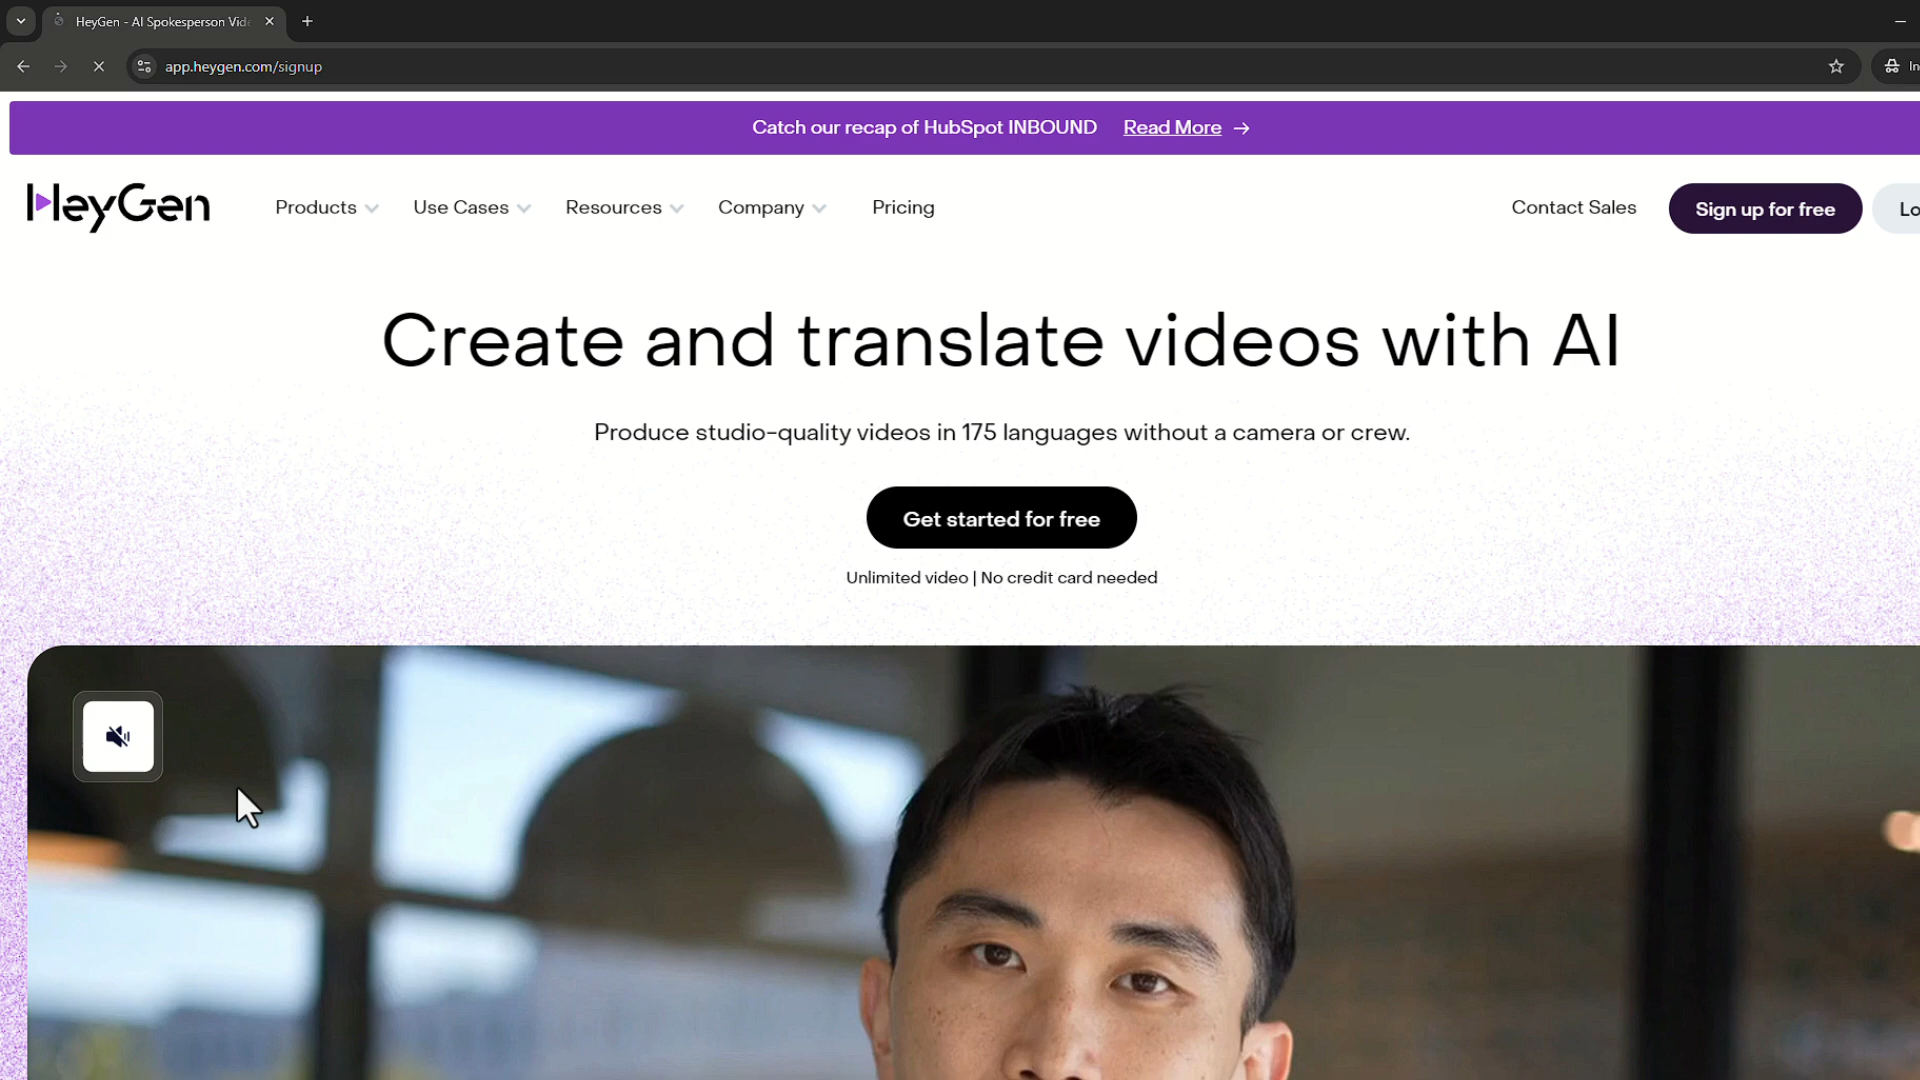 HeyGen - AI Spokesperson Vid
app.heygen.com/signup
Catch our recap of HubSpot INBOUND Read More →
HeyGen Products Use Cases Resources Company Pricing Contact Sales Sign up for free
Create and translate videos with AI
Produce studio-quality videos in 175 languages without a camera or crew.
Get started for free
Unlimited video | No credit card needed